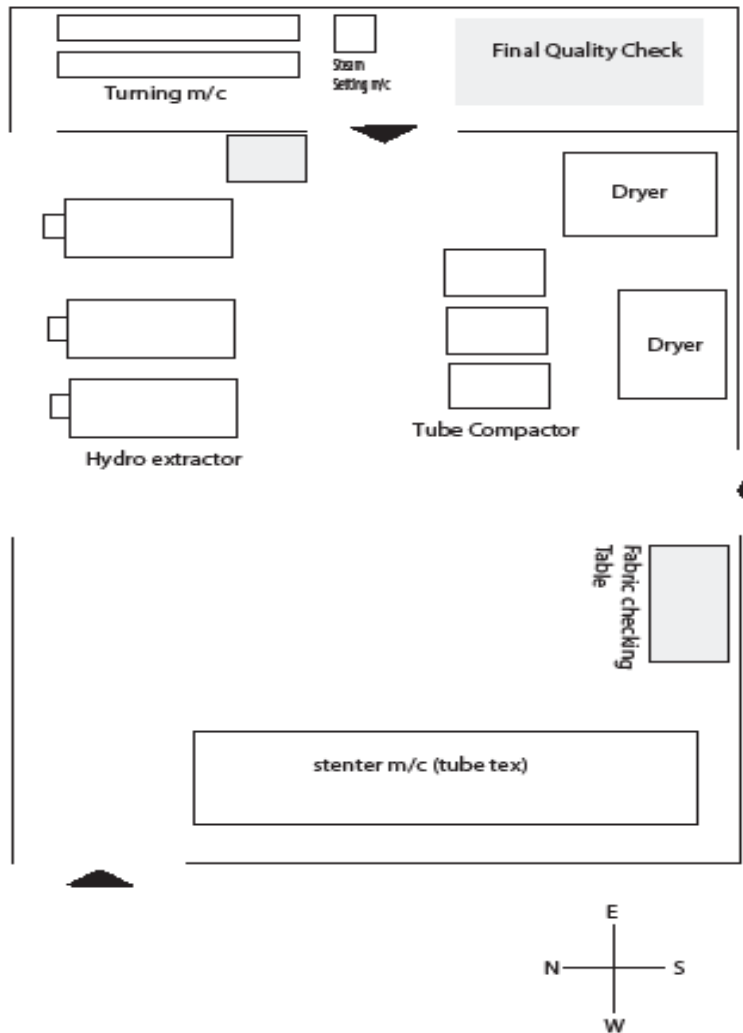 Final Quality Check
Steam
Setting m/c
Turning m/c
Dryer
Dryer
Tube Compactor
Hydro extractor
Fabric checking
Table
stenter m/c (tube tex)
E
N
S
W